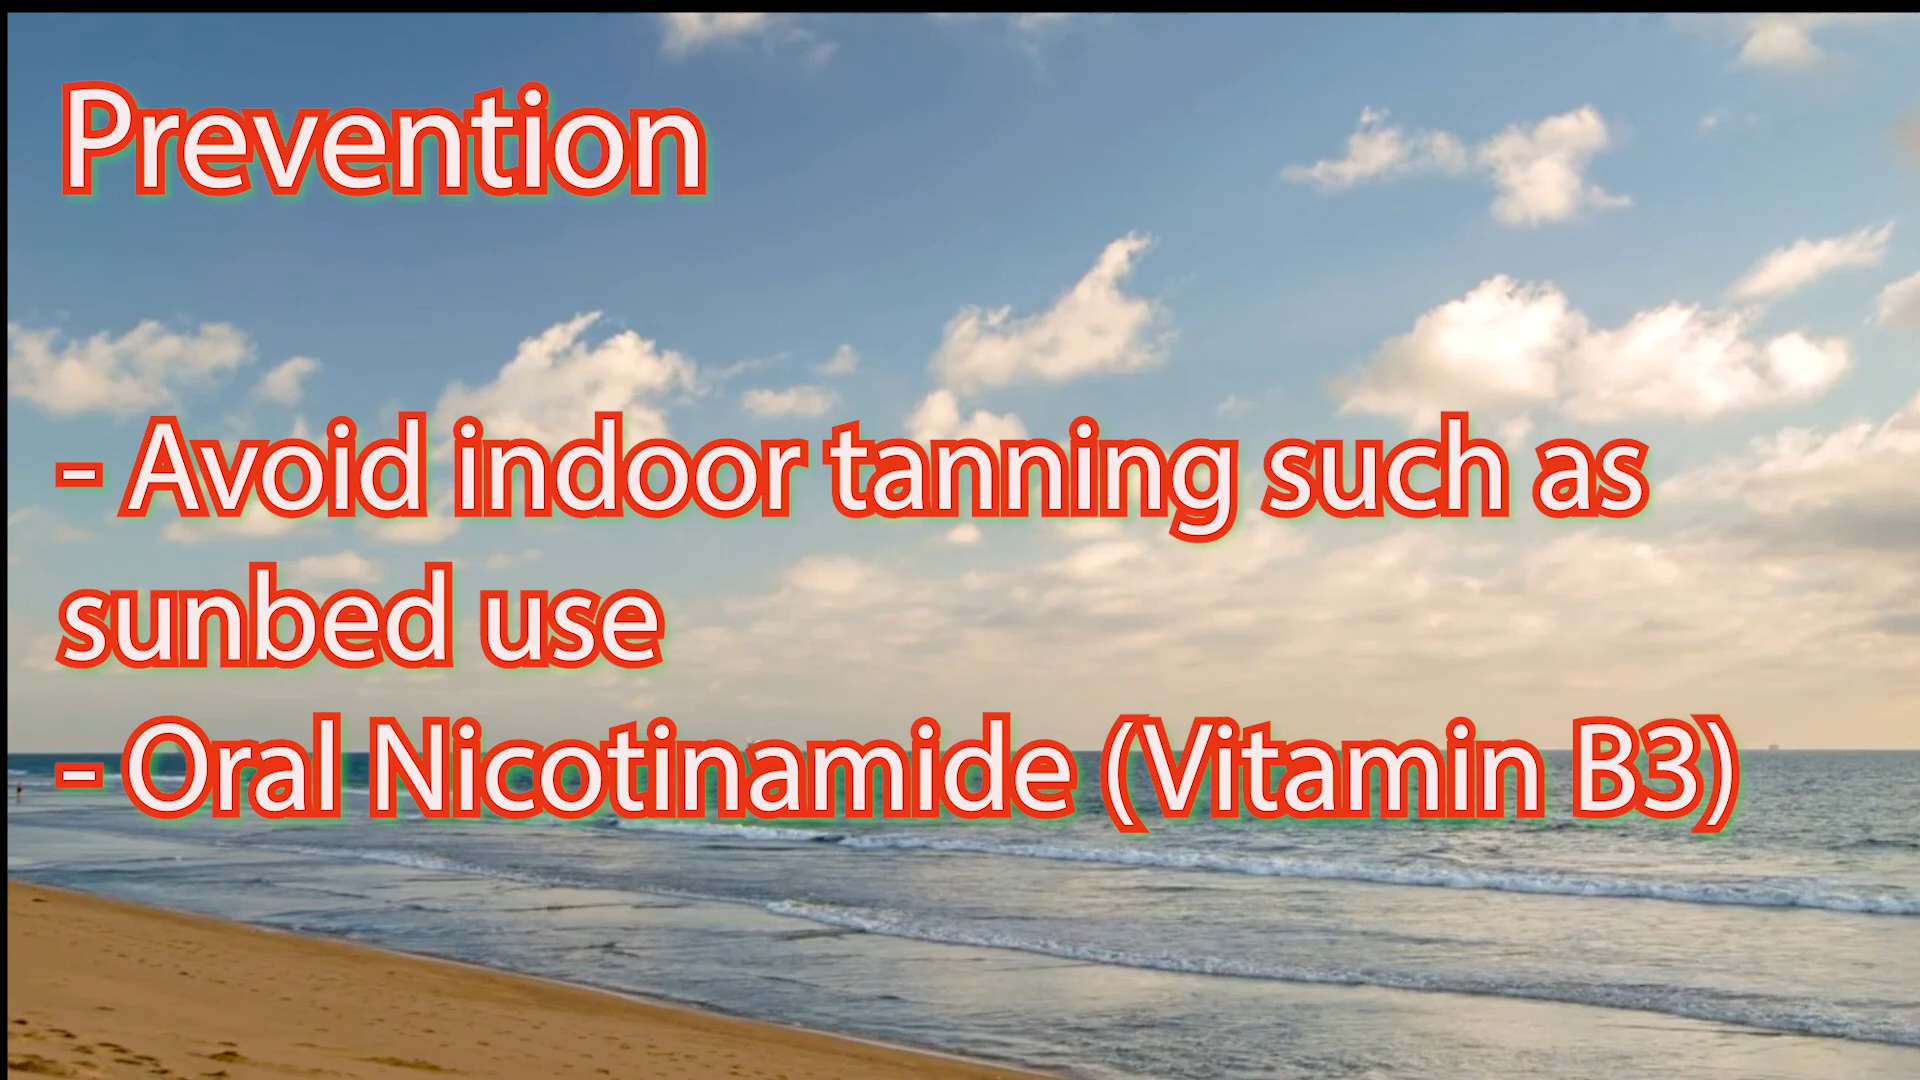 Prevention
- Avoid indoor tanning such as
sunbed use
- Oral Nicotinamide (Vitamin B3)